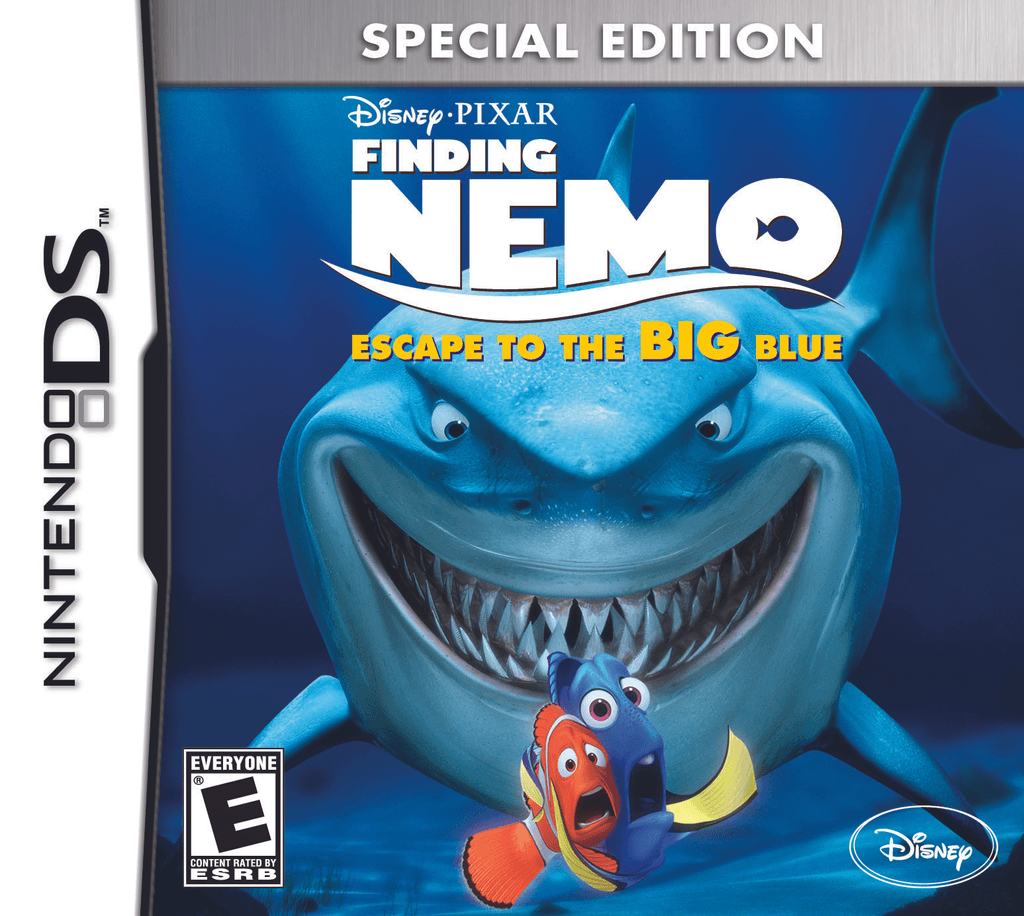 SPECIAL EDITION
NINTENDO DS™
Disney·PIXAR
FINDING
NEMO
ESCAPE TO THE BIG BLUE
EVERYONE
E
®
CONTENT RATED BY
ESRB
Disney